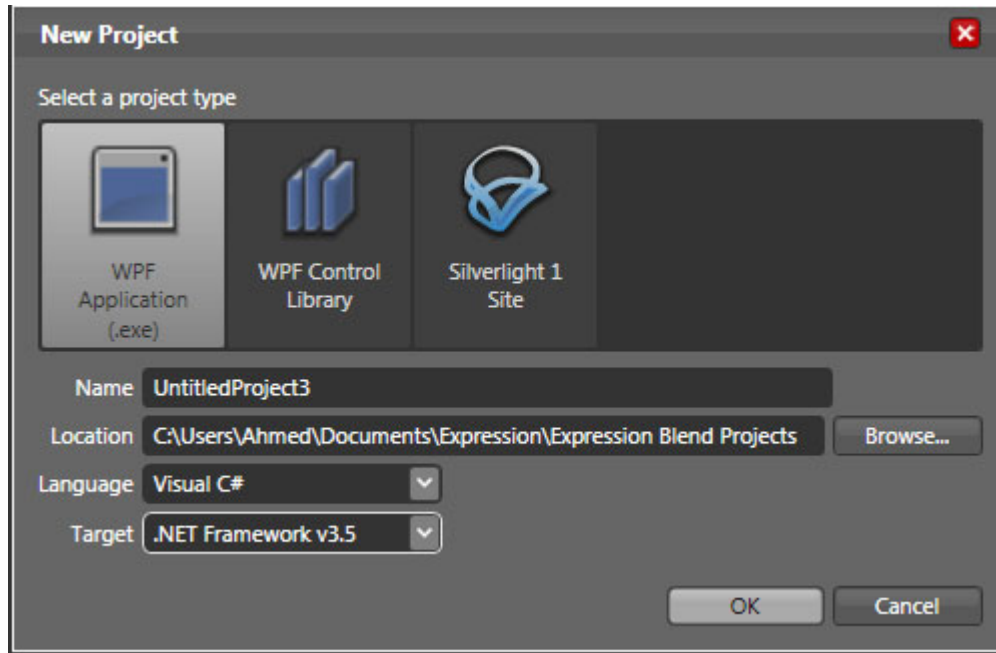 New Project
Select a project type
WPF
Application
(.exe)
WPF Control
Library
Silverlight 1
Site
Name UntitledProject3
Location C:\Users\Ahmed\Documents\Expression\Expression Blend Projects Browse...
Language Visual C#
Target .NET Framework v3.5
OK Cancel